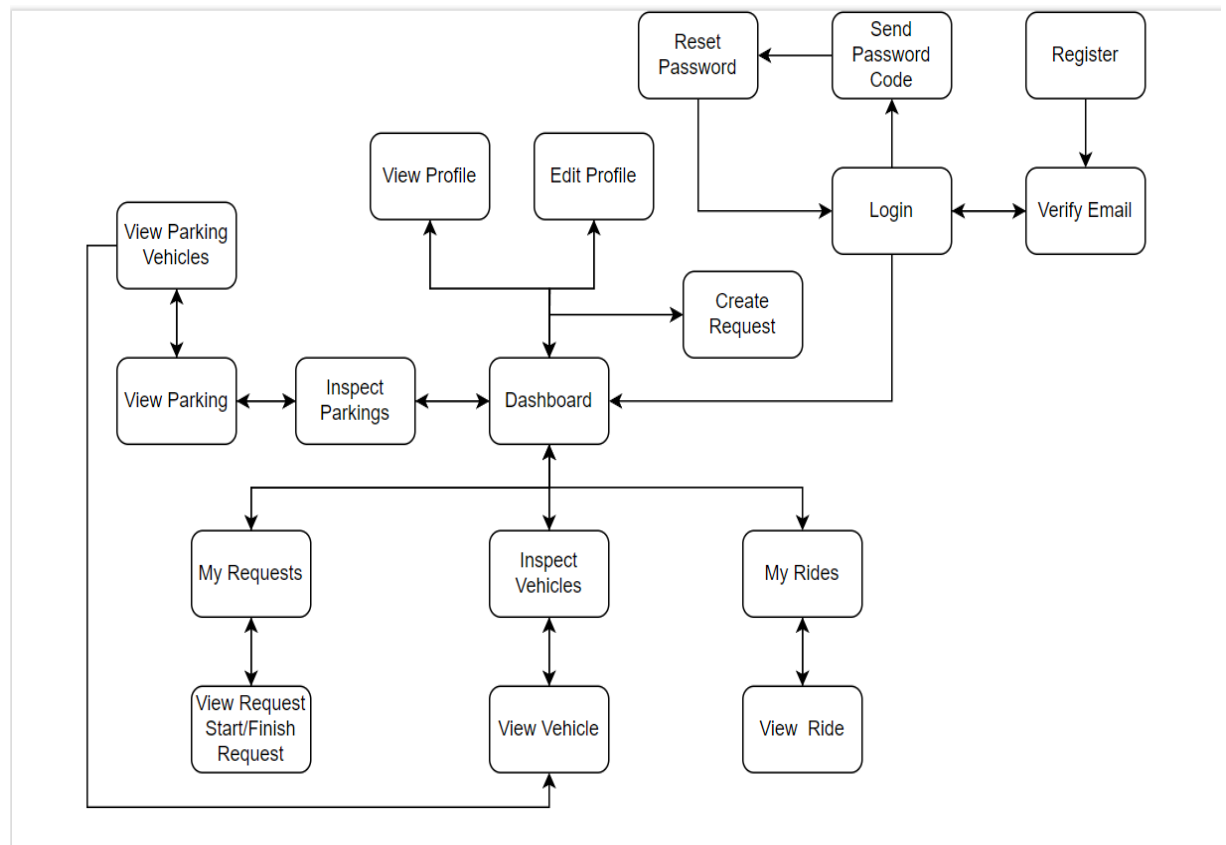 Reset
Password
Send
Password
Code
Register
View Profile
Edit Profile
Login
Verify Email
View Parking
Vehicles
Create
Request
View Parking
Inspect
Parkings
Dashboard
My Requests
Inspect
Vehicles
My Rides
View Request
Start/Finish
Request
View Vehicle
View Ride